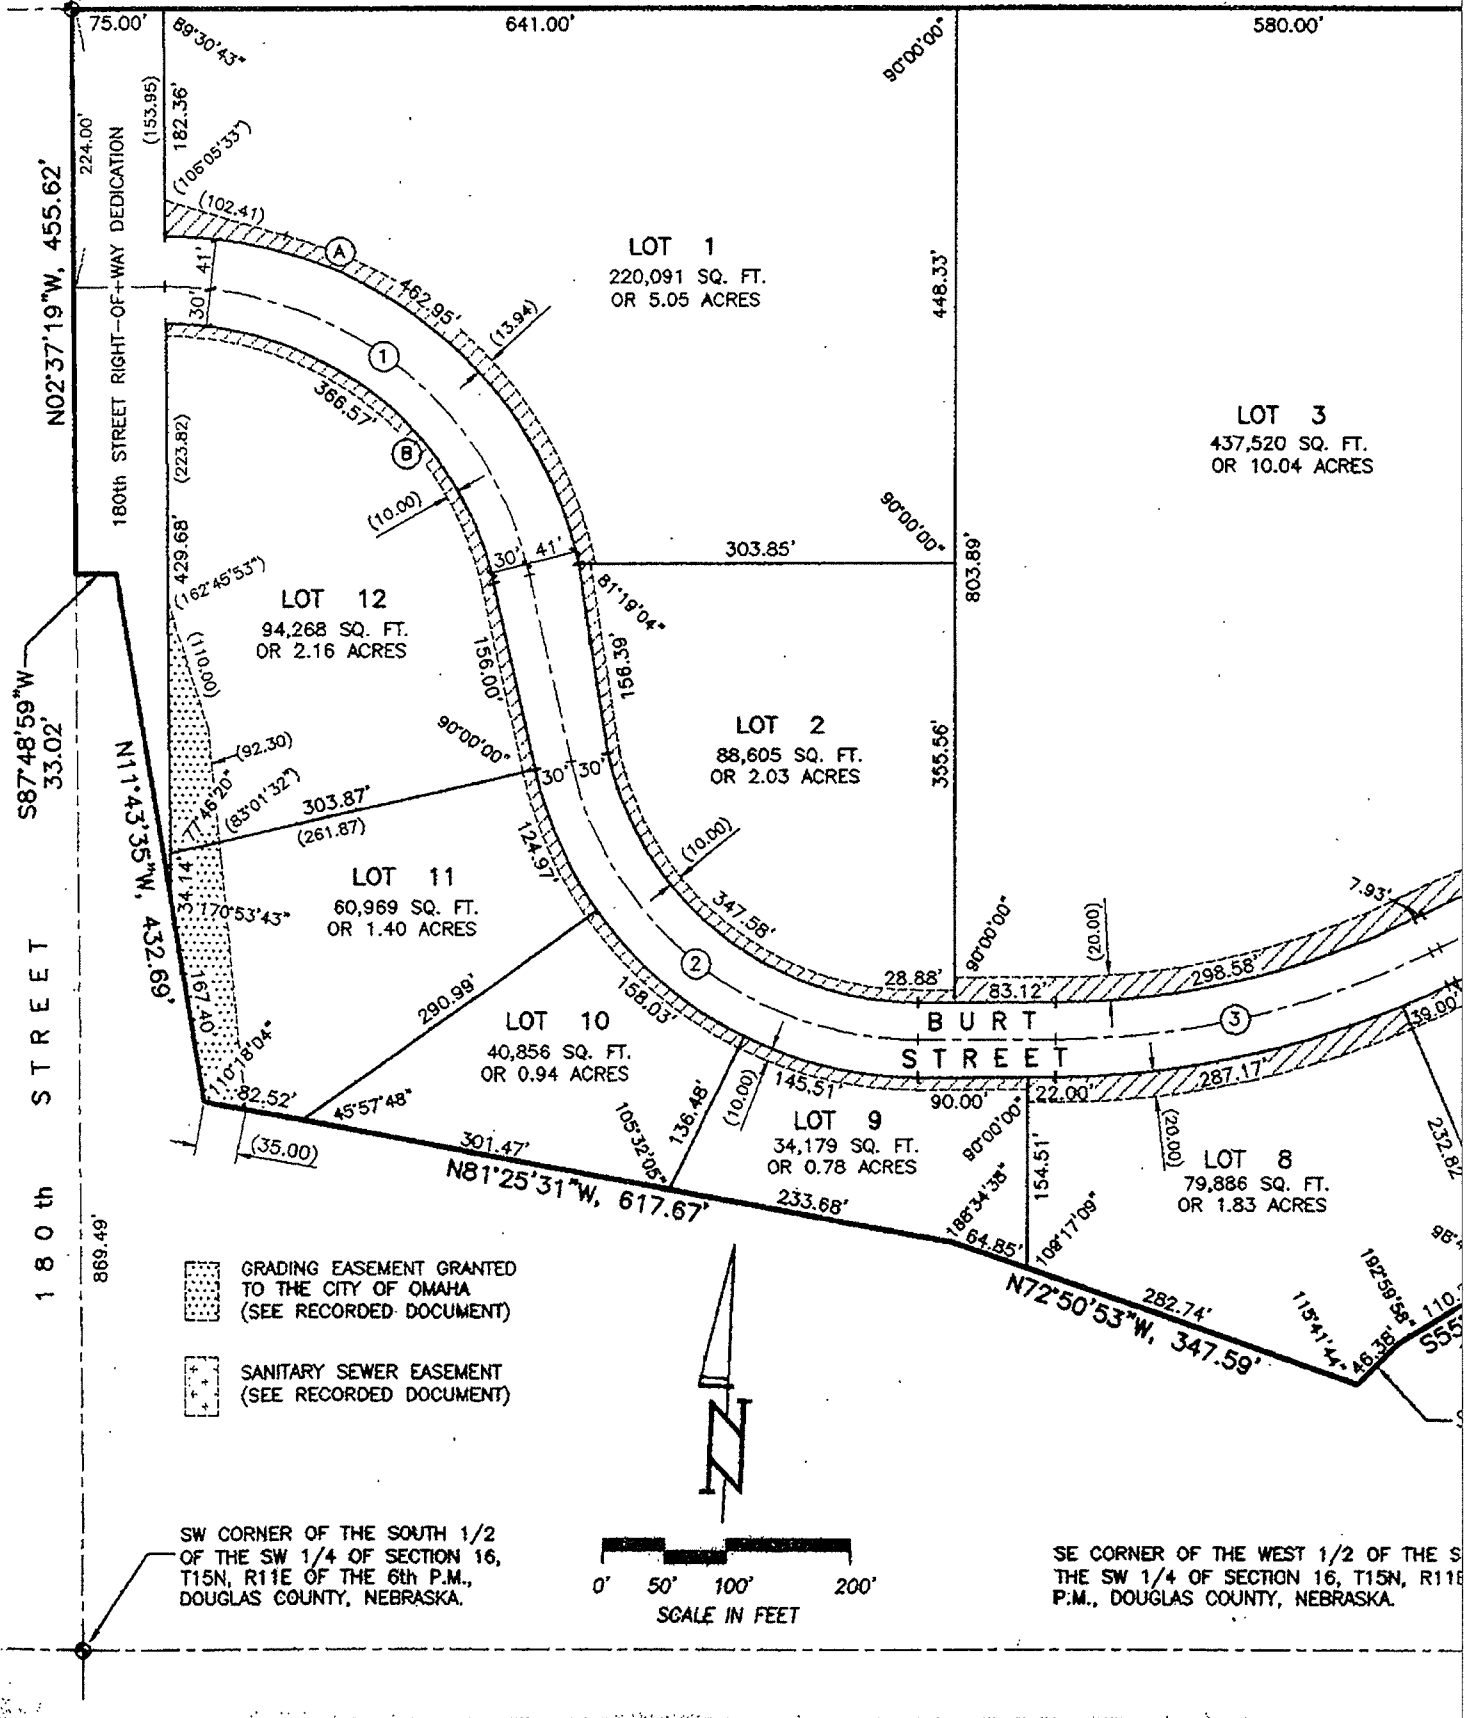 75.00'
89°30'43"
641.00'
90°00'00"
580.00'
224.00'
(153.95)
182.36'
(106°05'33")
(102.41)
180th STREET RIGHT-OF-WAY DEDICATION
N02°37'19"W, 455.62'
41'
30'
A
462.95'
(13.94)
1
366.57'
B
(10.00)
LOT 1
220,091 SQ. FT.
OR 5.05 ACRES
448.33'
LOT 3
437,520 SQ. FT.
OR 10.04 ACRES
(223.82)
429.68'
(162°45'53")
(110.00)
30'
41'
303.85'
90°00'00"
803.89'
81°19'04"
LOT 12
94,268 SQ. FT.
OR 2.16 ACRES
156.00'
156.39'
S87°48'59"W
33.02'
N11°43'35"W, 432.69'
(92.30)
77°46'20"
(83°01'32")
90°00'00"
303.87'
(261.87)
30'
30'
LOT 2
88,605 SQ. FT.
OR 2.03 ACRES
355.56'
34.14'
170°53'43"
167.40'
LOT 11
60,969 SQ. FT.
OR 1.40 ACRES
124.97'
(10.00)
347.58'
2
28.88'
90°00'00"
83.12'
(20.00)
298.58'
7.93'
BURT
STREET
3
39.00'
287.17'
290.99'
158.03'
LOT 10
40,856 SQ. FT.
OR 0.94 ACRES
110°18'04"
82.52'
45°57'48"
(35.00)
301.47'
N81°25'31"W, 617.67'
105°32'05"
136.48'
(10.00)
145.51'
90.00'
22.00'
LOT 9
34,179 SQ. FT.
OR 0.78 ACRES
90°00'00"
154.51'
(20.00)
LOT 8
79,886 SQ. FT.
OR 1.83 ACRES
232.82
233.68'
188°34'38"
64.85'
109°17'09"
N72°50'53"W, 347.59'
282.74'
115°41'44"
192°59'58"
46.38'
110.
S55°
98°4
180th STREET
869.49'
GRADING EASEMENT GRANTED
TO THE CITY OF OMAHA
(SEE RECORDED DOCUMENT)
SANITARY SEWER EASEMENT
(SEE RECORDED DOCUMENT)
N
SW CORNER OF THE SOUTH 1/2
OF THE SW 1/4 OF SECTION 16,
T15N, R11E OF THE 6th P.M.,
DOUGLAS COUNTY, NEBRASKA.
0' 50' 100' 200'
SCALE IN FEET
SE CORNER OF THE WEST 1/2 OF THE S
THE SW 1/4 OF SECTION 16, T15N, R11E
P.M., DOUGLAS COUNTY, NEBRASKA.